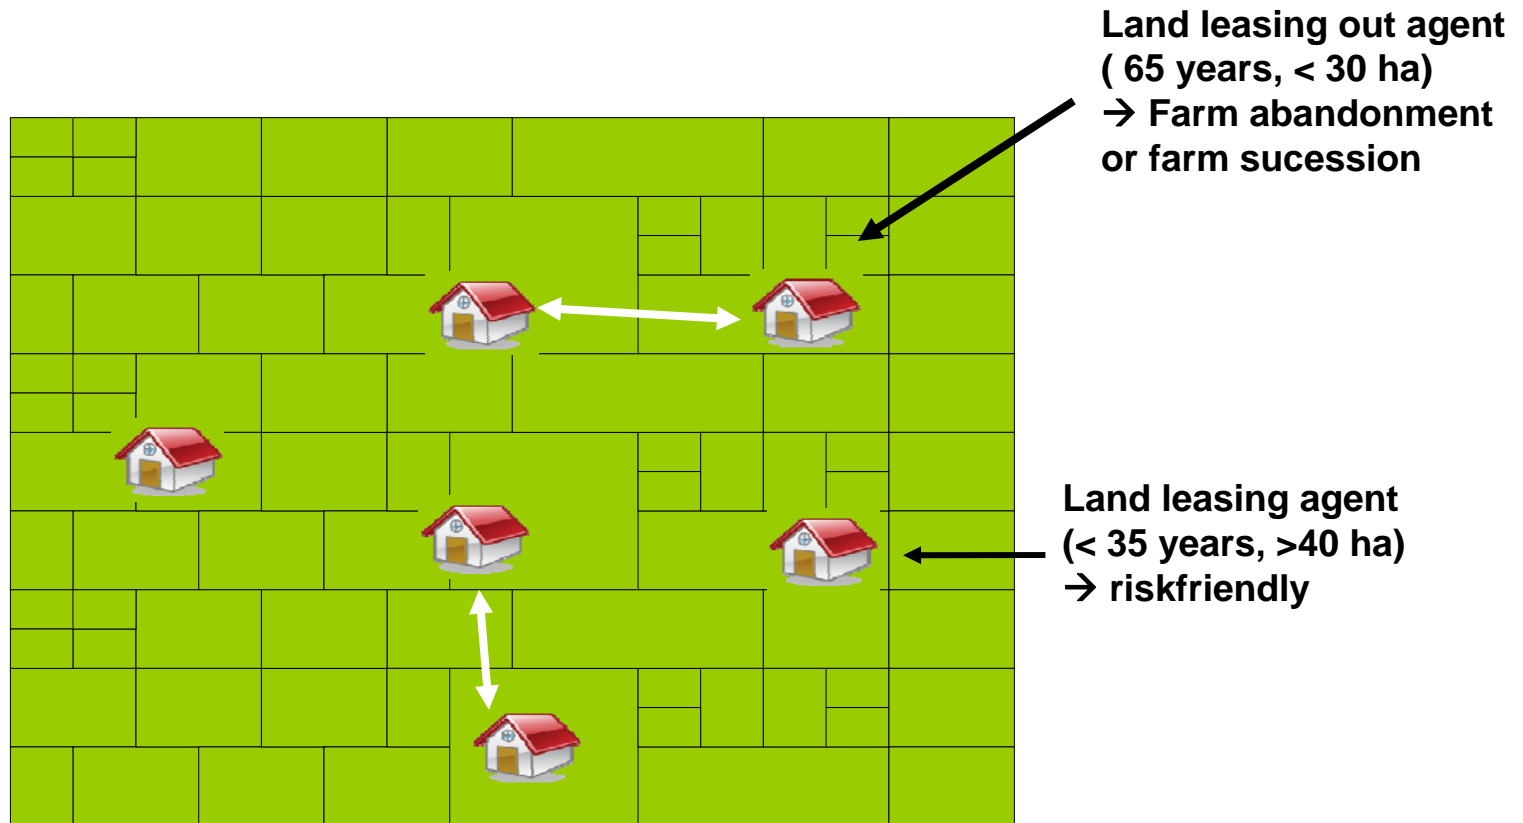 Land leasing out agent
( 65 years, < 30 ha)
→ Farm abandonment
or farm sucession
Land leasing agent
(< 35 years, >40 ha)
→ riskfriendly